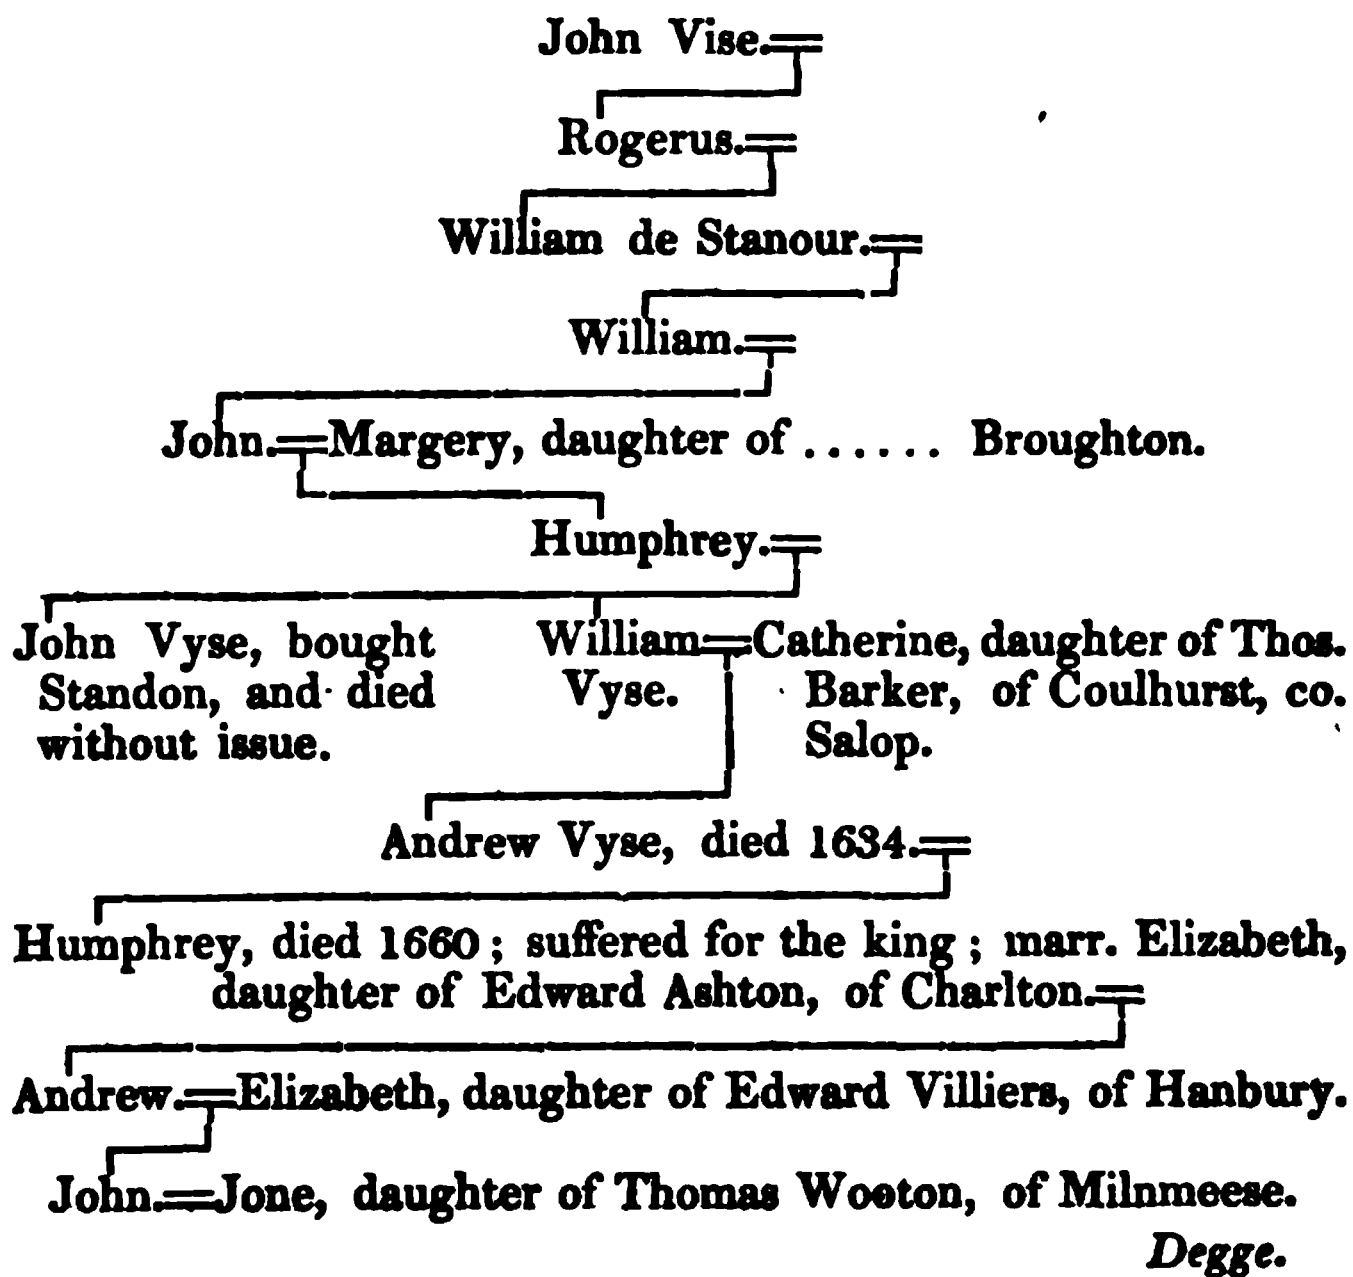 John Vise.
Rogerus.
William de Stanour.
William.
John.=Margery, daughter of ...... Broughton.
Humphrey.
John Vyse, bought
Standon, and died
without issue.
William
Vyse.
=Catherine, daughter of Thos.
Barker, of Coulhurst, co.
Salop.
Andrew Vyse, died 1634.
Humphrey, died 1660; suffered for the king; marr. Elizabeth,
daughter of Edward Ashton, of Charlton.
Andrew.=Elizabeth, daughter of Edward Villiers, of Hanbury.
John.=Jone, daughter of Thomas Wooton, of Milnmeese.
Degge.